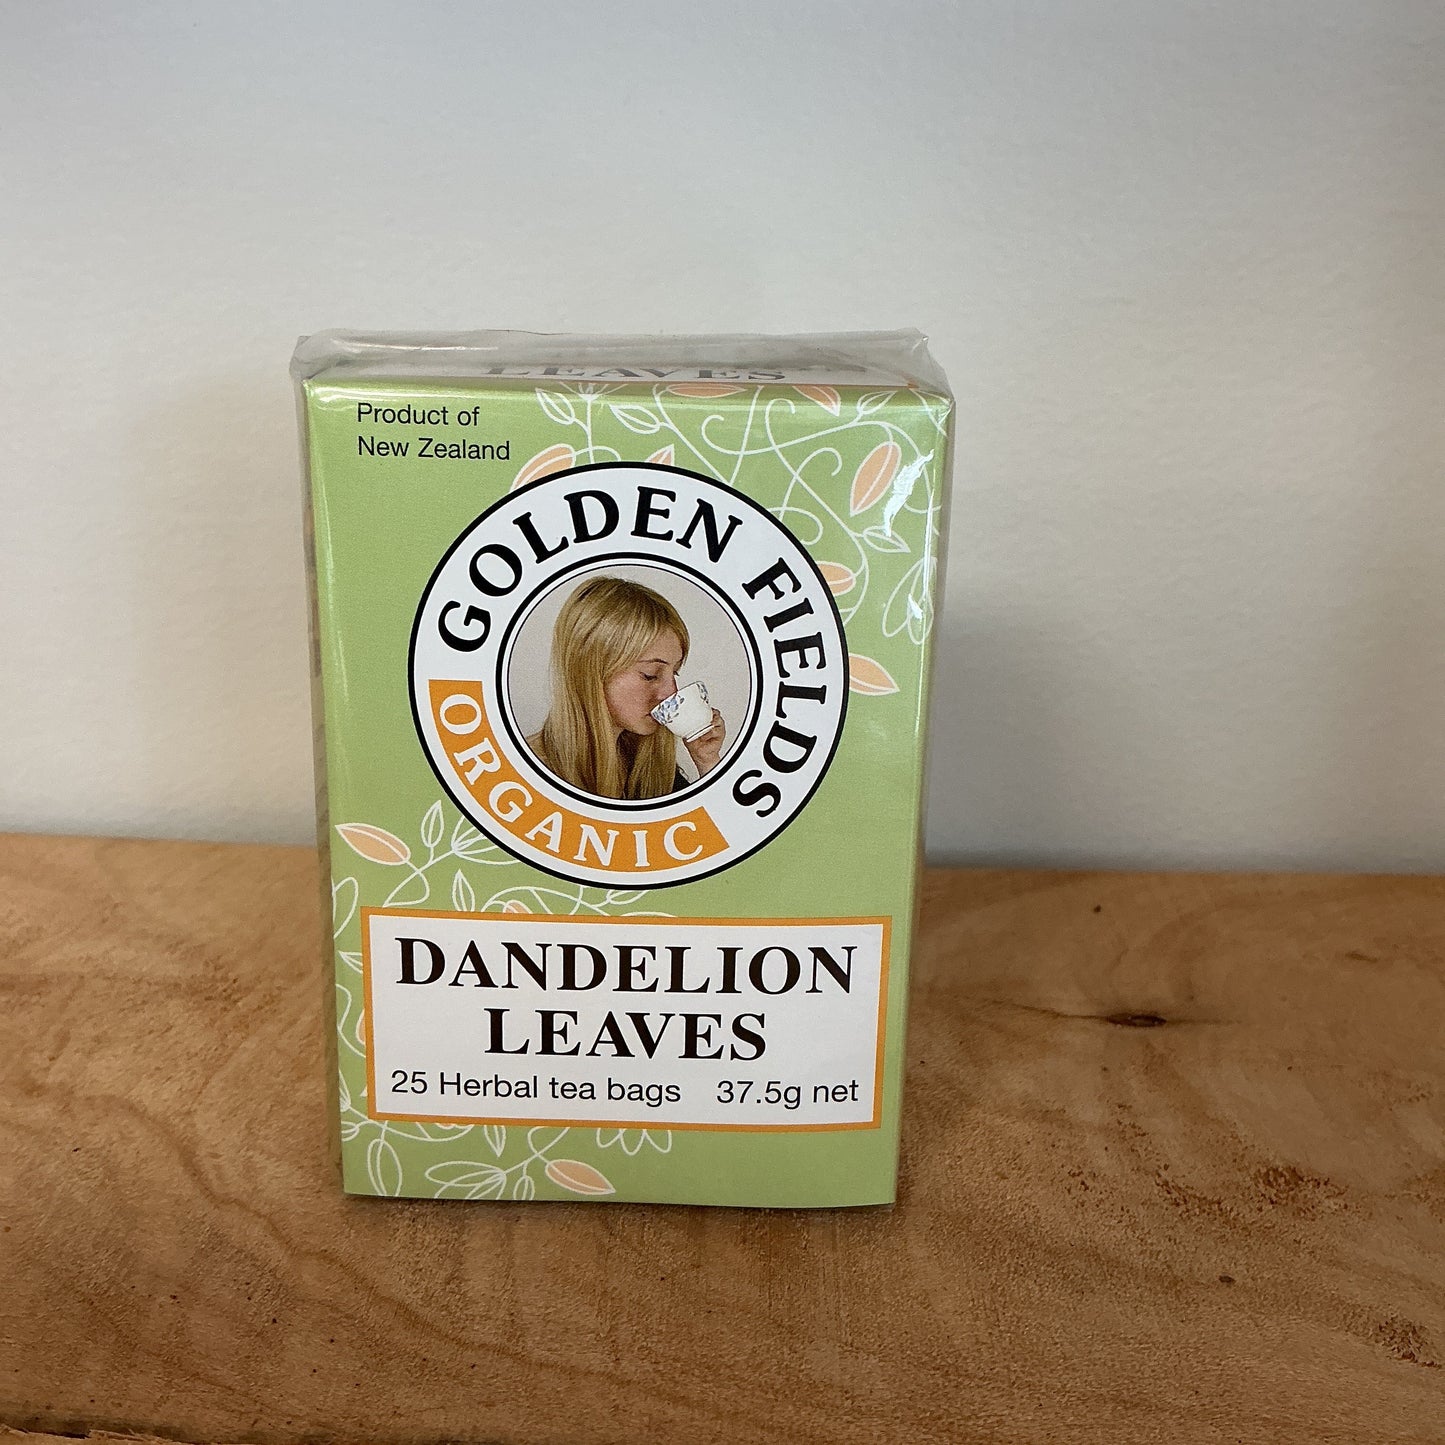 LEAVES
Product of
New Zealand
GOLDEN FIELDS
ORGANIC
DANDELION
LEAVES
25 Herbal tea bags 37.5g net